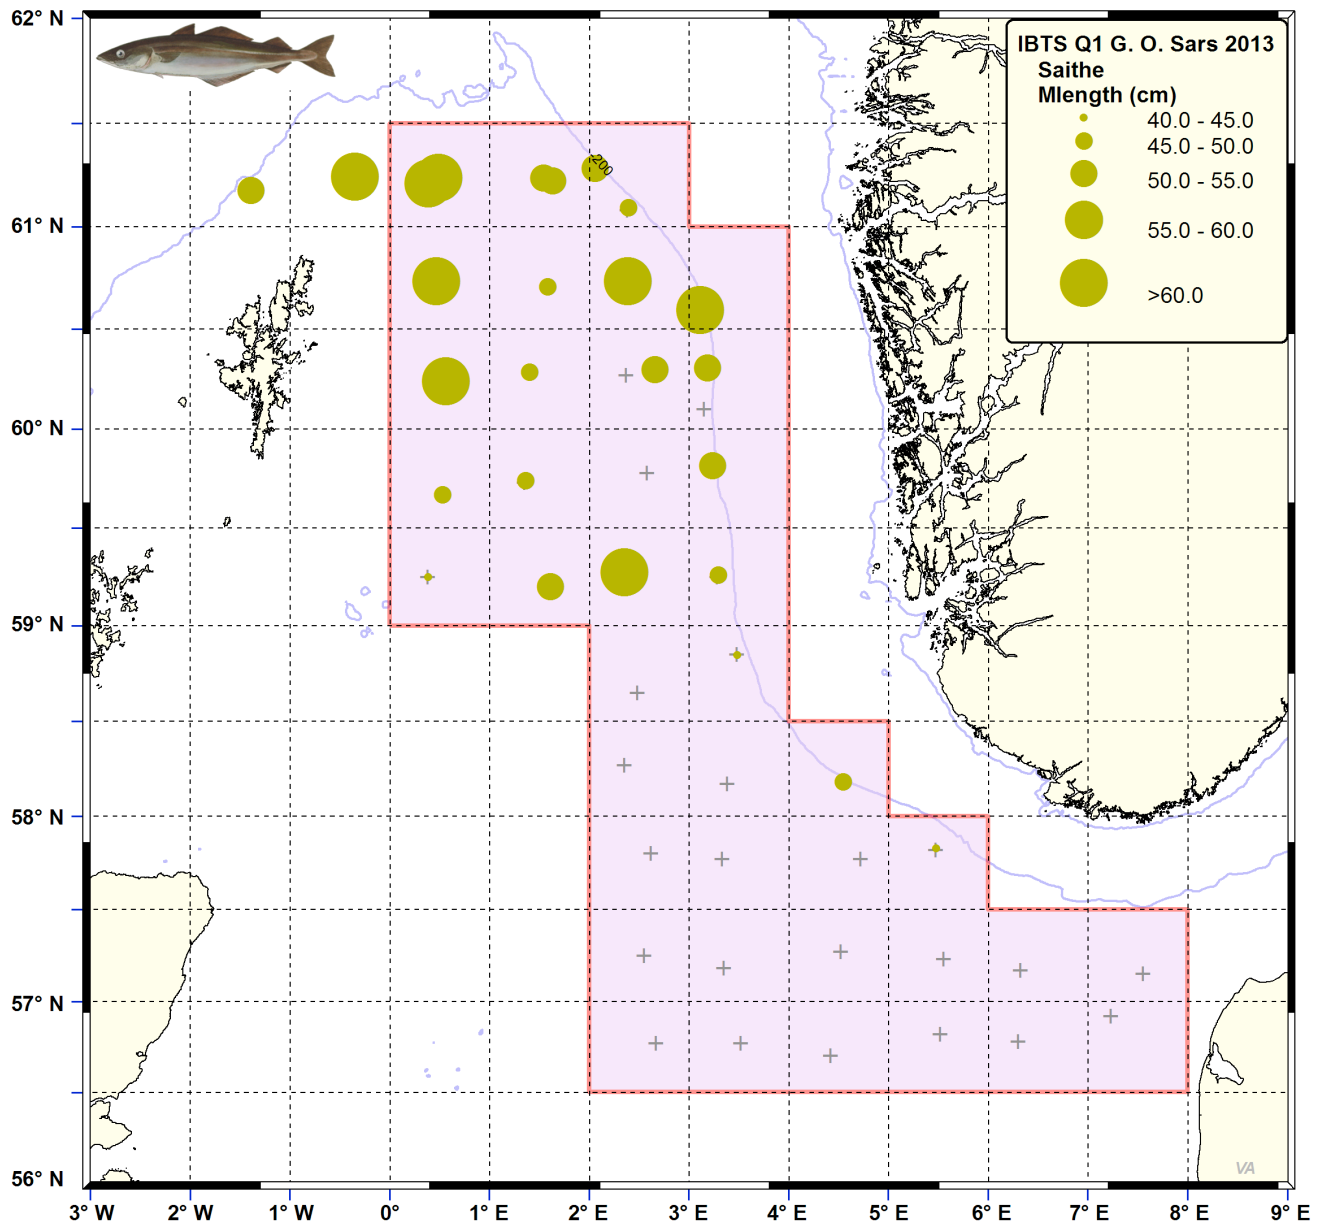 IBTS Q1 G. O. Sars 2013
Saithe
Mlength (cm)
40.0 - 45.0
45.0 - 50.0
50.0 - 55.0
55.0 - 60.0
>60.0
200
62° N
61° N
60° N
59° N
58° N
57° N
56° N
VA
3°W 2°W 1°W 0° 1°E 2°E 3°E 4°E 5°E 6°E 7°E 8°E 9°E